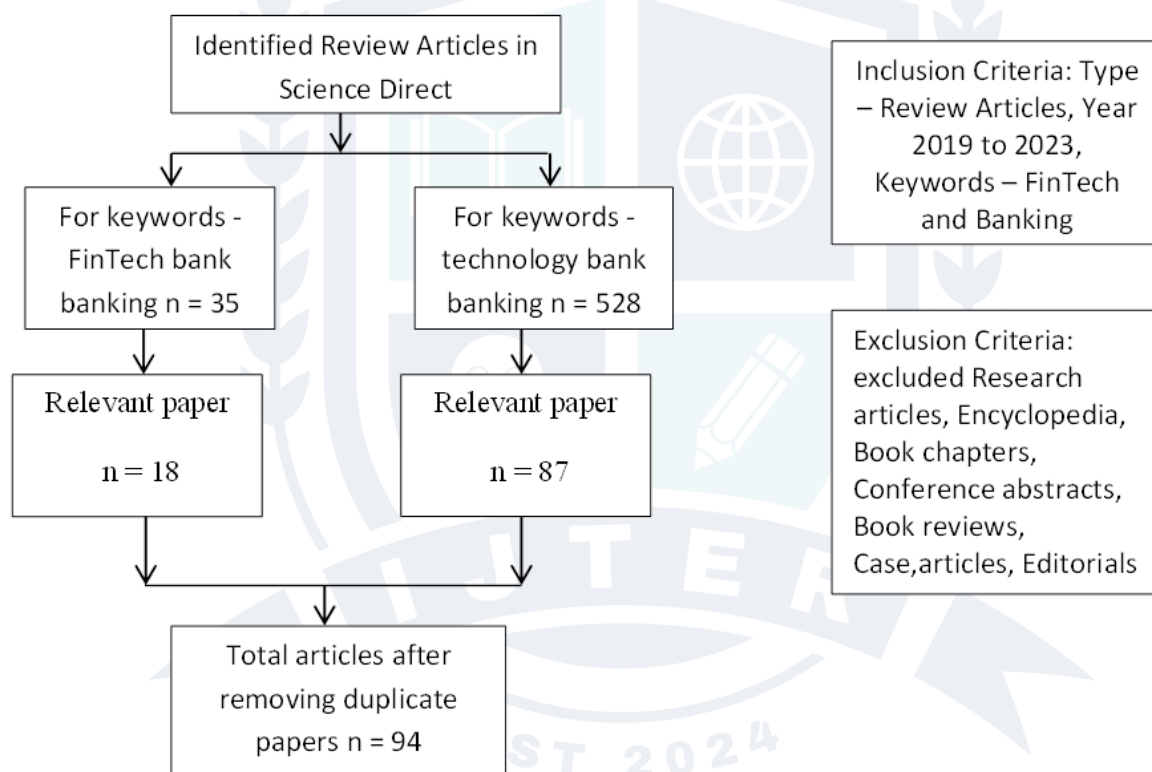 Identified Review Articles in
Science Direct
Inclusion Criteria: Type
– Review Articles, Year
2019 to 2023,
Keywords – FinTech
and Banking
For keywords -
FinTech bank
banking n = 35
For keywords -
technology bank
banking n = 528
Exclusion Criteria:
excluded Research
articles, Encyclopedia,
Book chapters,
Conference abstracts,
Book reviews,
Case,articles, Editorials
Relevant paper
n = 18
Relevant paper
n = 87
IJTER
Total articles after
removing duplicate
papers n = 94
ST 2024